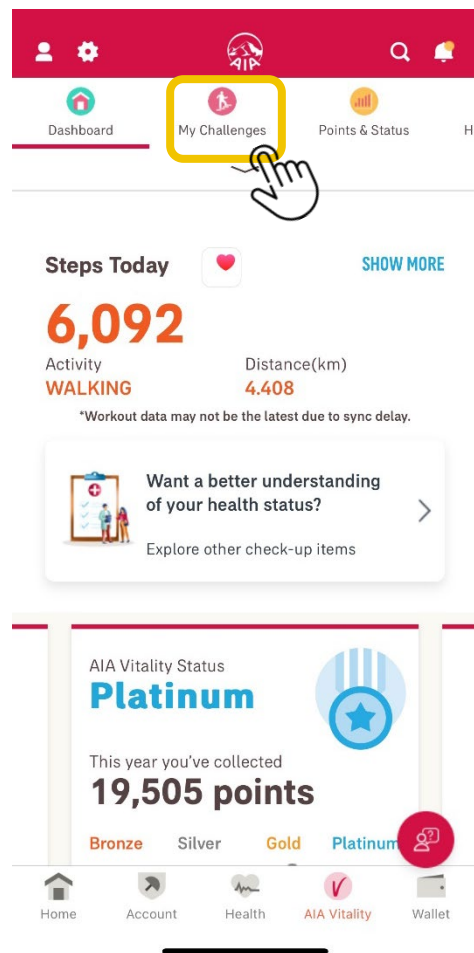 AIA
Dashboard
My Challenges
Points & Status
H
Steps Today
SHOW MORE
6,092
Activity
Distance(km)
WALKING
4.408
*Workout data may not be the latest due to sync delay.
Want a better understanding
of your health status?
Explore other check-up items
AIA Vitality Status
Platinum
This year you've collected
19,505 points
Bronze
Silver
Gold
Platinum
Home
Account
Health
AIA Vitality
Wallet